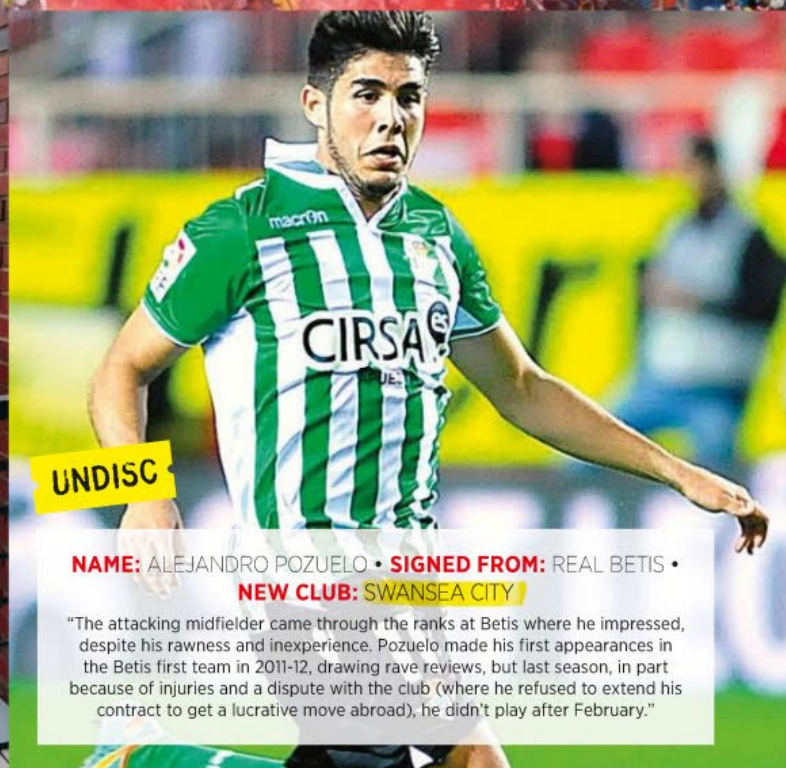 macron
CIRSA
UNDISC
NAME: ALEJANDRO POZUELO • SIGNED FROM: REAL BETIS •
NEW CLUB: SWANSEA CITY
“The attacking midfielder came through the ranks at Betis where he impressed,
despite his rawness and inexperience. Pozuelo made his first appearances in
the Betis first team in 2011-12, drawing rave reviews, but last season, in part
because of injuries and a dispute with the club (where he refused to extend his
contract to get a lucrative move abroad), he didn’t play after February.”